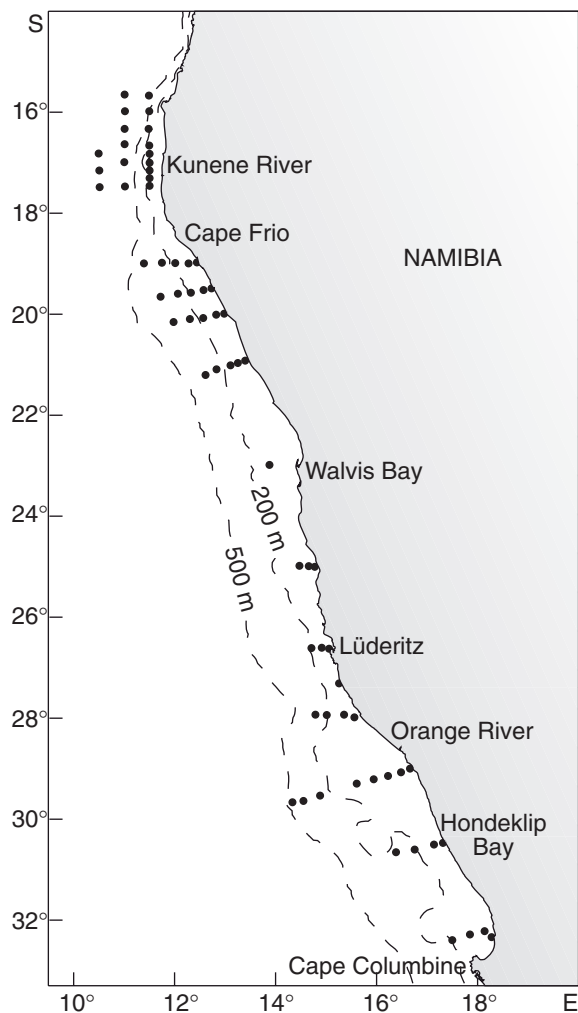 S
16°
Kunene River
18°
Cape Frio
NAMIBIA
20°
22°
Walvis Bay
200 m
24°
500 m
26°
Lüderitz
28°
Orange River
30°
Hondeklip
Bay
32°
Cape Columbine
10°
12°
14°
16°
18°
E